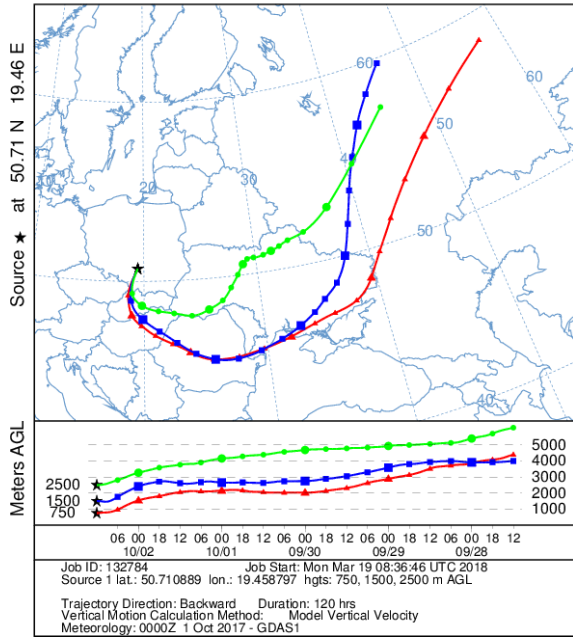 Source ★ at 50.71 N 19.46 E
60
60
50
40
50
20
30
40
Meters AGL
2500
1500
750
5000
4000
3000
2000
1000
06 00 18 12 06 00 18 12 06 00 18 12 06 00 18 12 06 00 18 12
10/02 10/01 09/30 09/29 09/28
Job ID: 132784 Job Start: Mon Mar 19 08:36:46 UTC 2018
Source 1 lat.: 50.710889 lon.: 19.458797 hgts: 750, 1500, 2500 m AGL
Trajectory Direction: Backward Duration: 120 hrs
Vertical Motion Calculation Method: Model Vertical Velocity
Meteorology: 0000Z 1 Oct 2017 - GDAS1